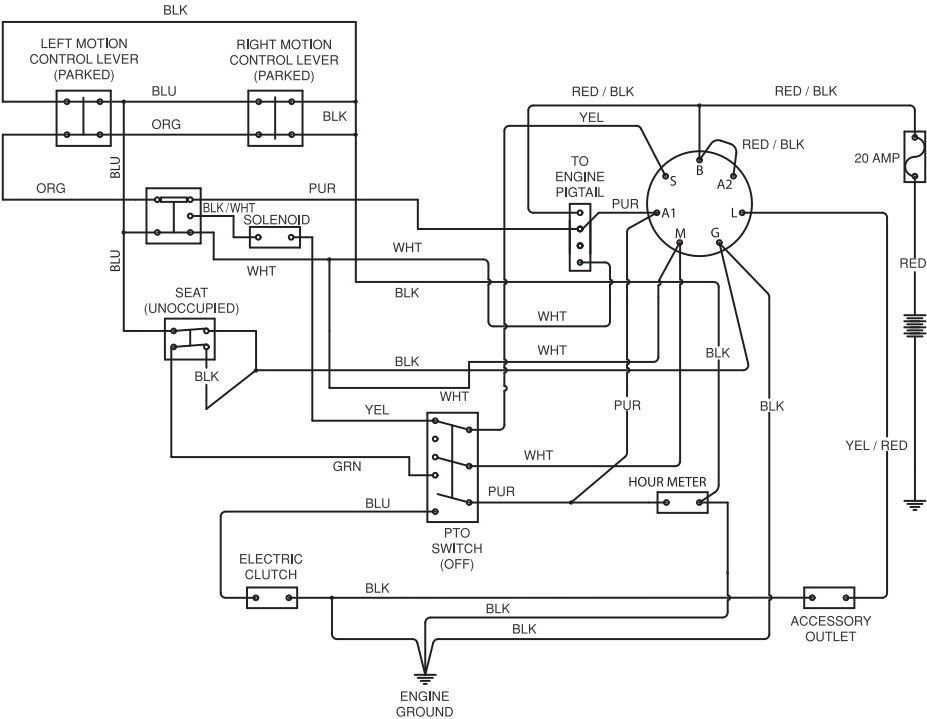 BLK
LEFT MOTION
CONTROL LEVER
(PARKED)
RIGHT MOTION
CONTROL LEVER
(PARKED)
BLU
BLK
ORG
RED / BLK
RED / BLK
YEL
RED / BLK
20 AMP
TO
ENGINE
PIGTAIL
B
S
A2
BLU
ORG
PUR
PUR
A1
L
BLK / WHT
SOLENOID
M
G
WHT
WHT
BLU
RED
BLK
SEAT
(UNOCCUPIED)
WHT
WHT
BLK
BLK
BLK
WHT
PUR
BLK
YEL
YEL / RED
GRN
WHT
HOUR METER
PUR
BLU
PTO
SWITCH
(OFF)
ELECTRIC
CLUTCH
BLK
BLK
BLK
ACCESSORY
OUTLET
ENGINE
GROUND